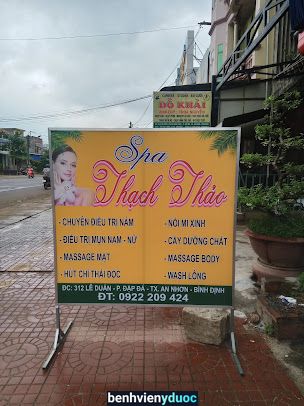 ĐỖ KHẢI
Spa
Thạch Thảo
- CHUYÊN ĐIỀU TRỊ NÁM
- ĐIỀU TRỊ MỤN NAM - NỮ
- MASSAGE MẶT
- HÚT CHÌ THẢI ĐỘC
- NỐI MI XINH
- CẤY DƯỠNG CHẤT
- MASSAGE BODY
- WASH LÔNG
ĐC: 312 LÊ DUẨN - P. ĐẬP ĐÁ - TX. AN NHƠN - BÌNH ĐỊNH
ĐT: 0922 209 424
benhvienyduoc